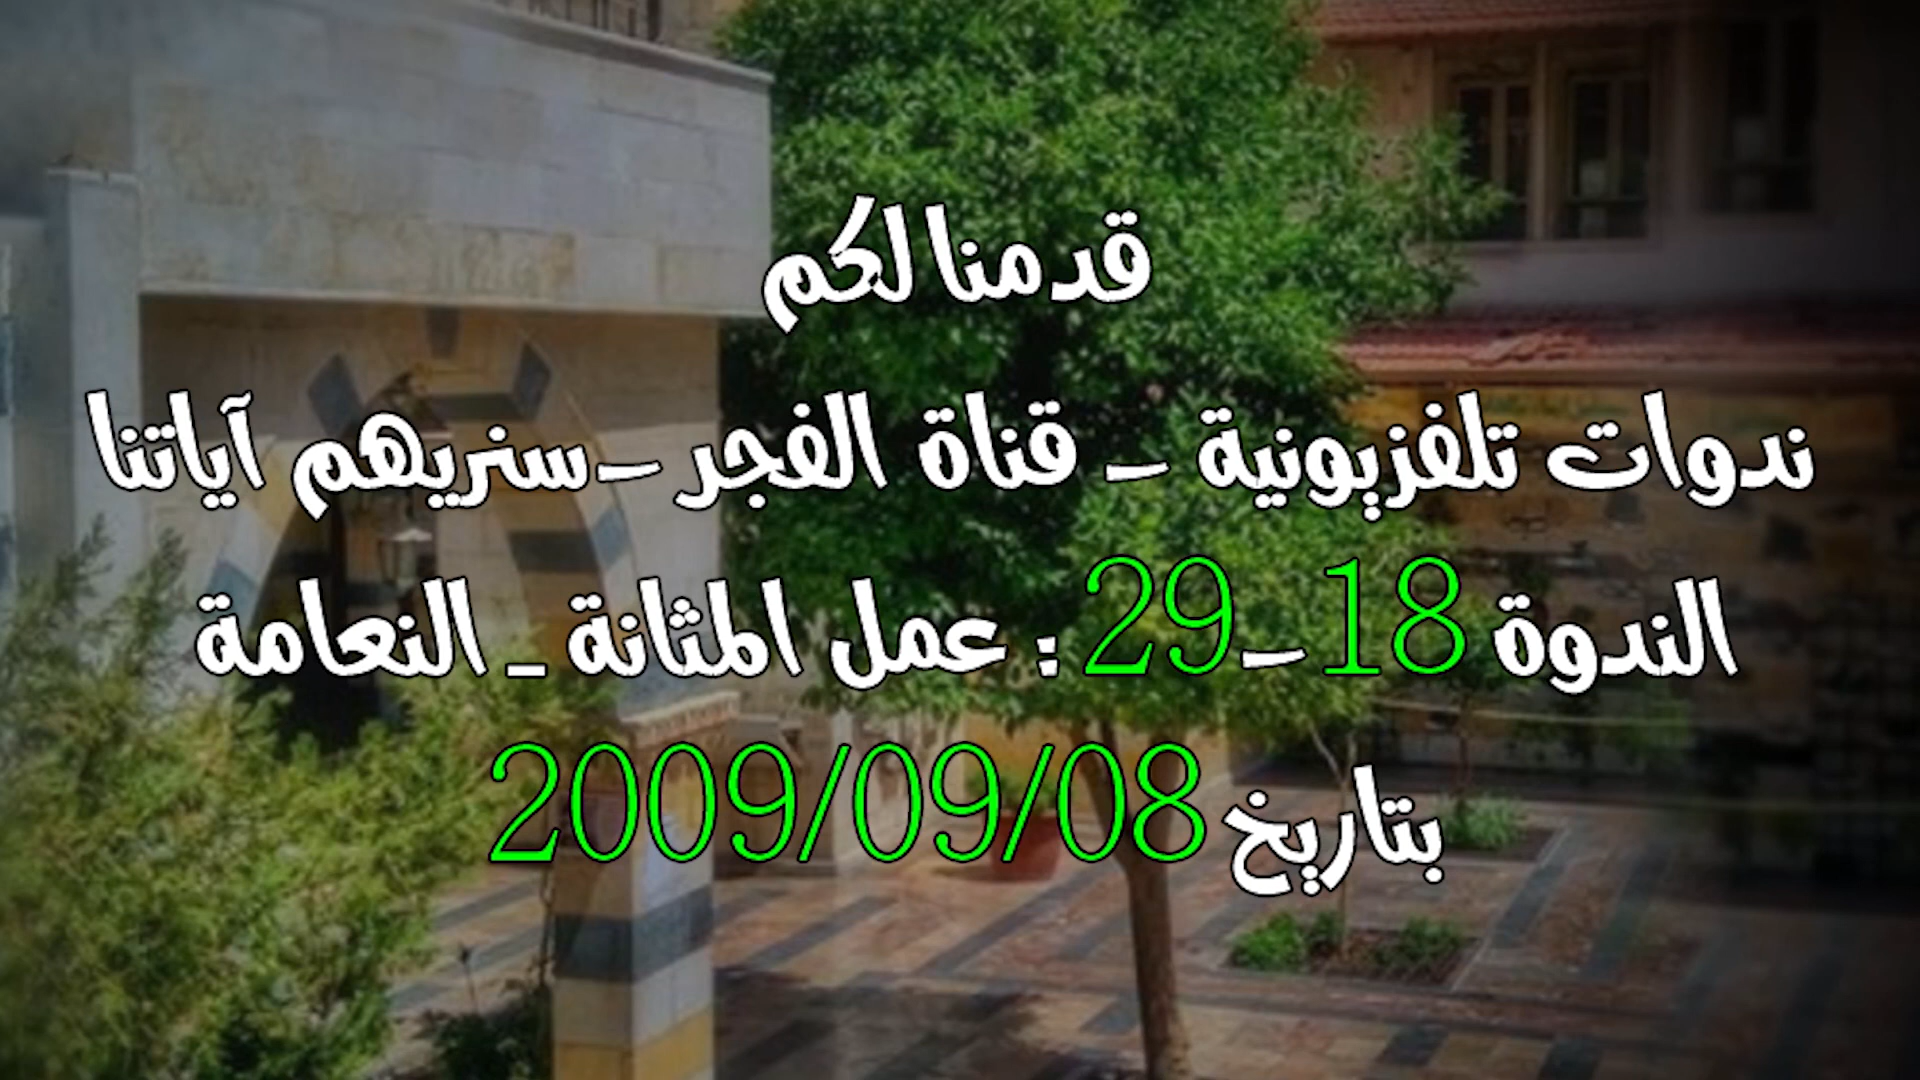 قدمنا لكم
ندوات تلفزيونية - قناة الفجر -سنريهم آياتنا
الندوة 18-29 : عمل المثانة - النعامة
بتاريخ 2009/09/08